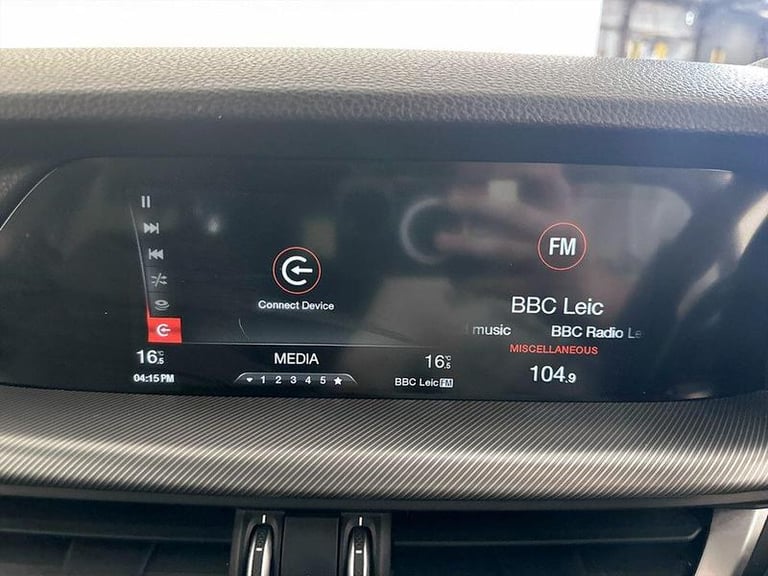 FM
Connect Device
BBC Leic
music BBC Radio Le
MISCELLANEOUS
16.5°C MEDIA 16.5°C
104.9
04:15 PM 1 2 3 4 5 BBC Leic FM